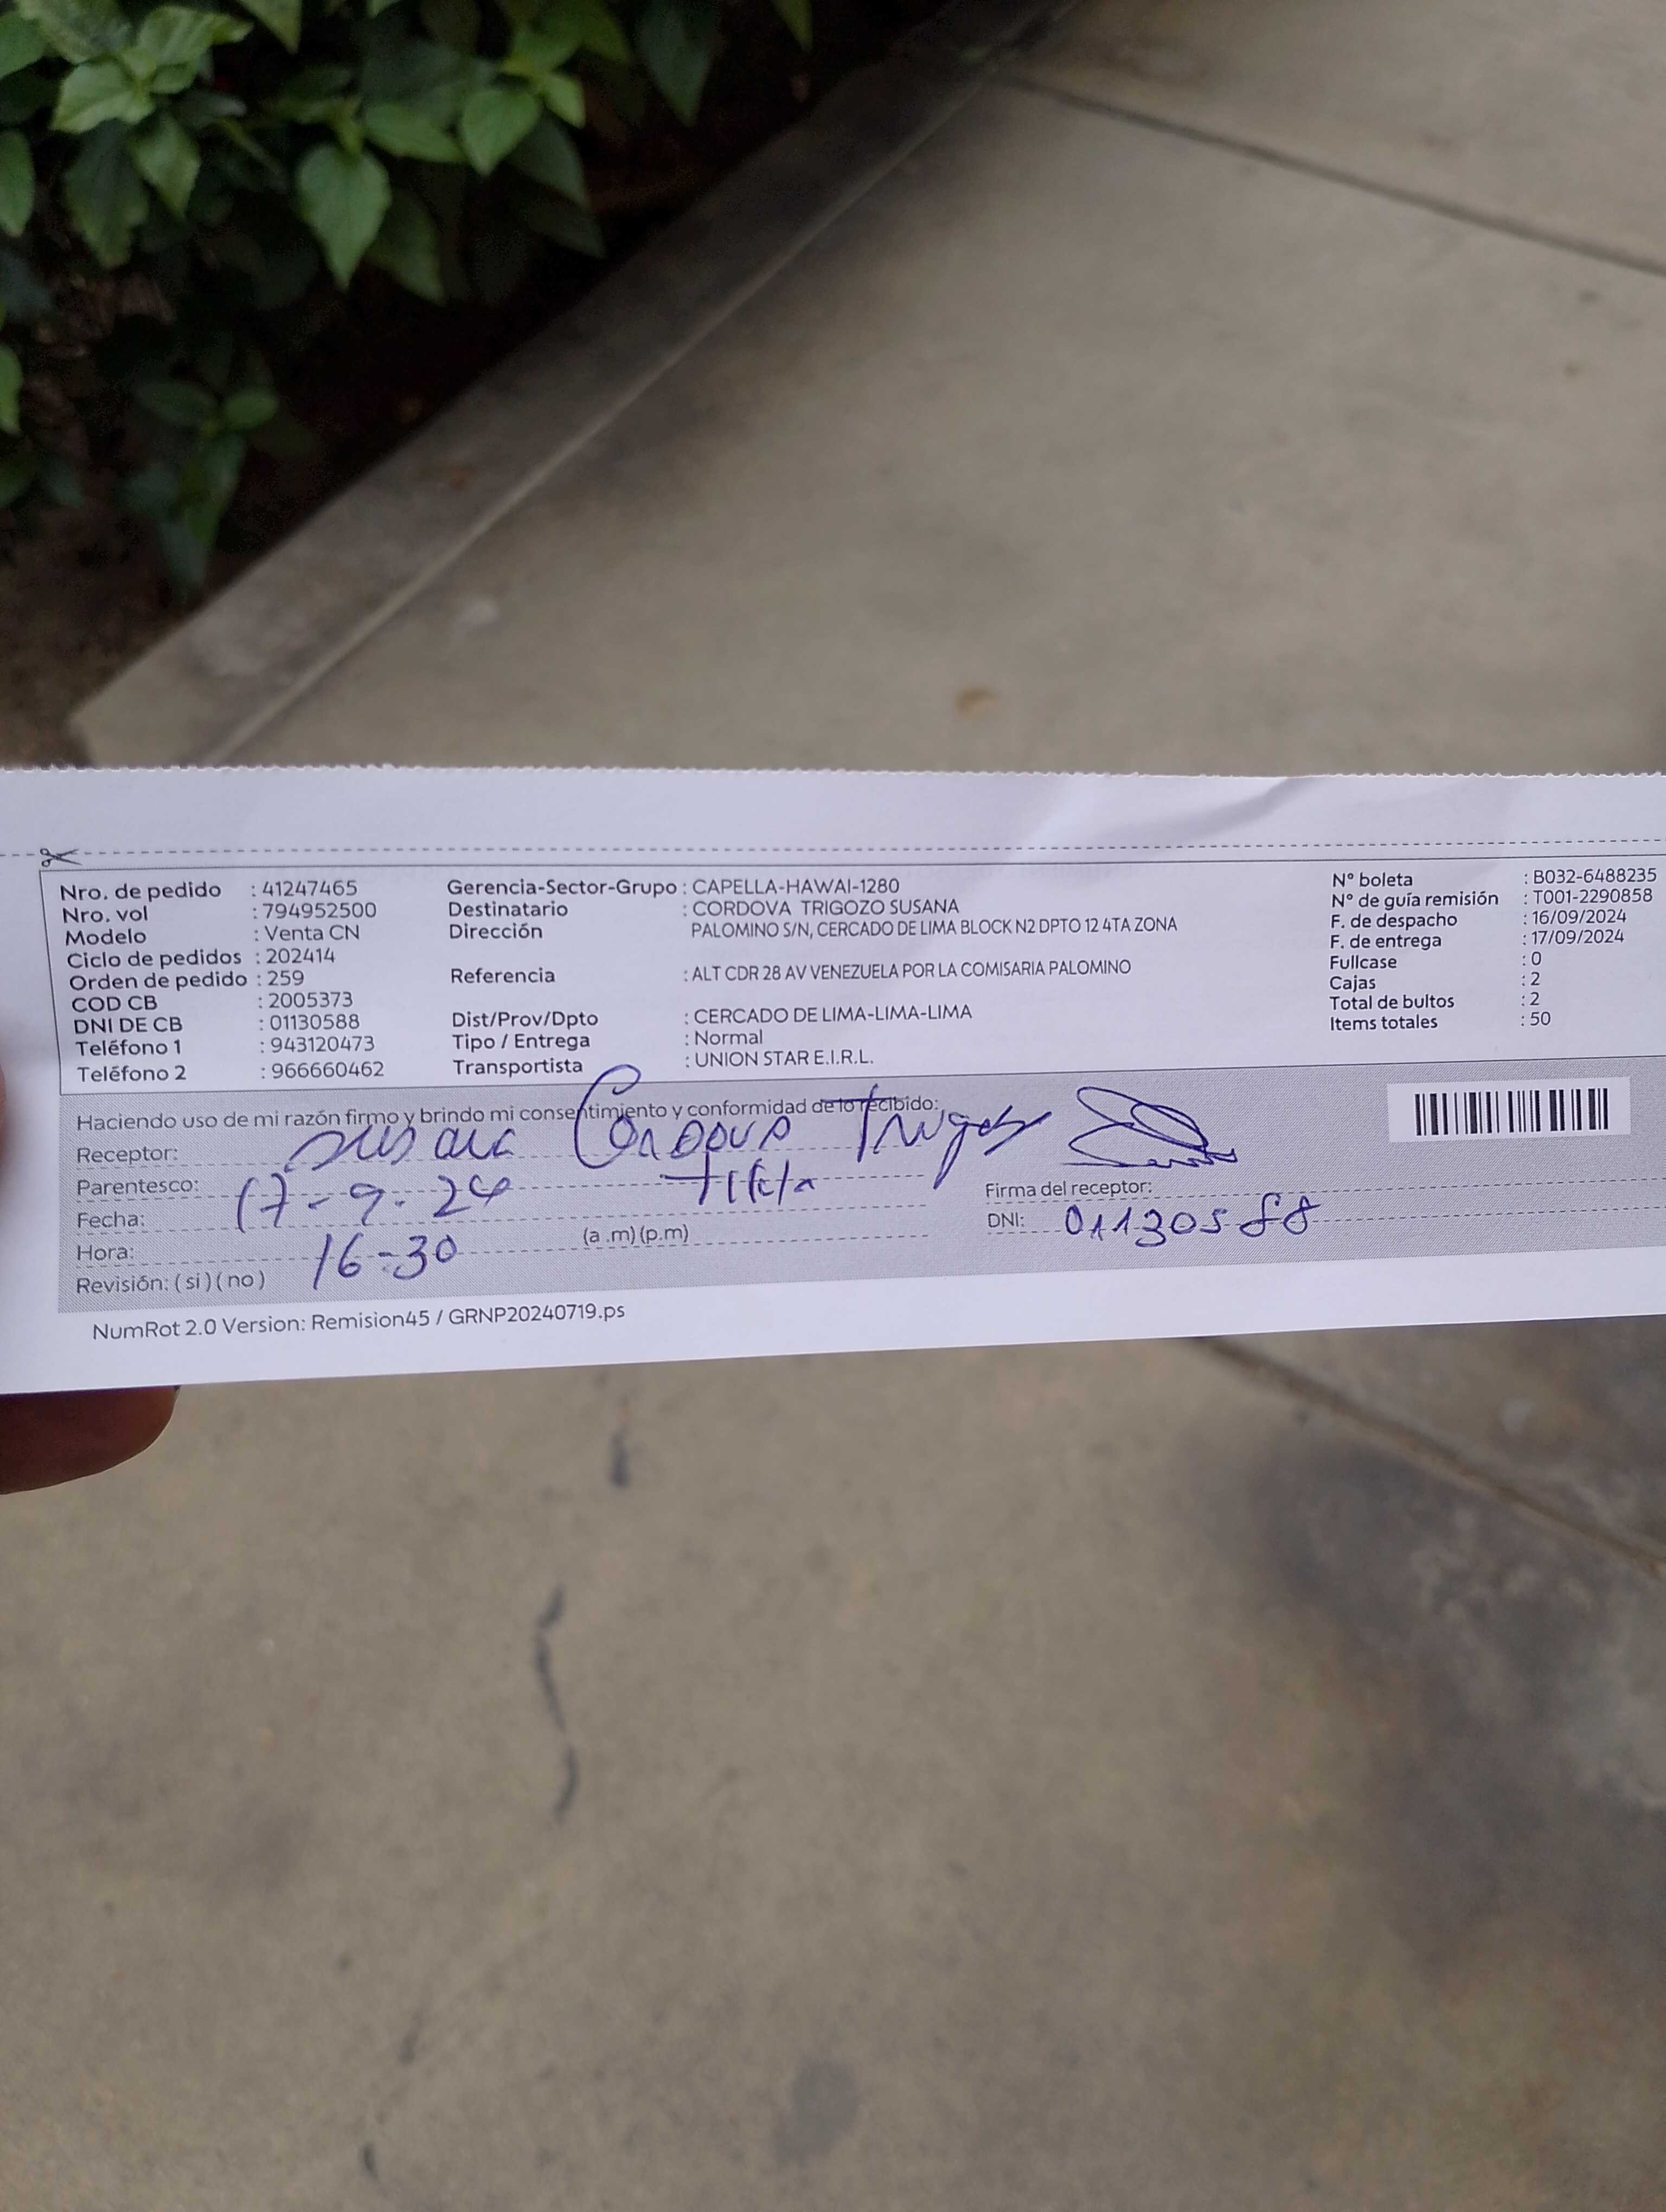 Nro. de pedido : 41247465
Nro. vol : 794952500
Modelo : Venta CN
Ciclo de pedidos : 202414
Orden de pedido : 259
COD CB : 2005373
DNI DE CB : 01130588
Teléfono 1 : 943120473
Teléfono 2 : 966660462
Gerencia-Sector-Grupo : CAPELLA-HAWAI-1280
Destinatario : CORDOVA TRIGOZO SUSANA
Dirección PALOMINO S/N, CERCADO DE LIMA BLOCK N2 DPTO 12 4TA ZONA
Referencia : ALT CDR 28 AV VENEZUELA POR LA COMISARIA PALOMINO
Dist/Prov/Dpto : CERCADO DE LIMA-LIMA-LIMA
Tipo / Entrega : Normal
Transportista : UNION STAR E.I.R.L.
N° boleta : B032-6488235
N° de guía remisión : T001-2290858
F. de despacho : 16/09/2024
F. de entrega : 17/09/2024
Fullcase : 0
Cajas : 2
Total de bultos : 2
Items totales : 50
Haciendo uso de mi razón firmo y brindo mi consentimiento y conformidad de lo recibido:
Receptor: Susana Cordova Trigozo
Parentesco: titula
Fecha: 17-9-24
Hora: 16-30 (a .m) (p.m)
Revisión: ( si ) ( no )
Firma del receptor:
DNI: 01130588
NumRot 2.0 Version: Remision45 / GRNP20240719.ps